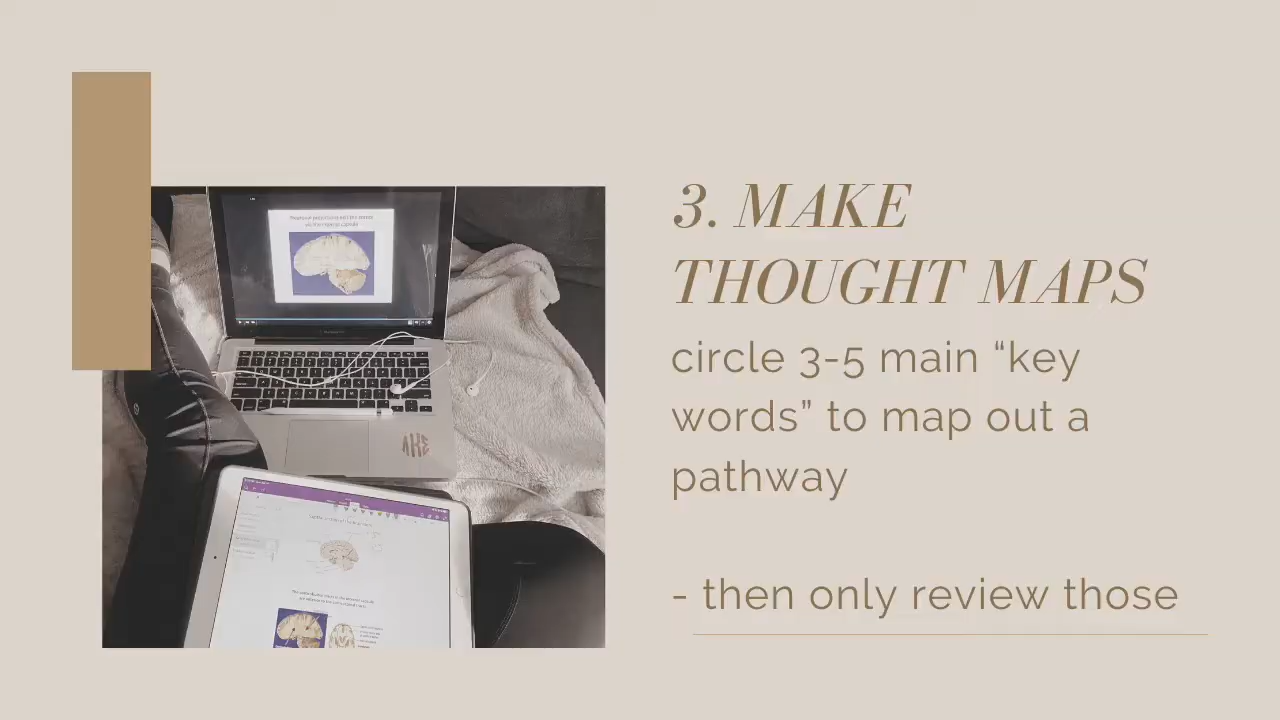 3. MAKE
THOUGHT MAPS
circle 3-5 main “key
words” to map out a
pathway
- then only review those